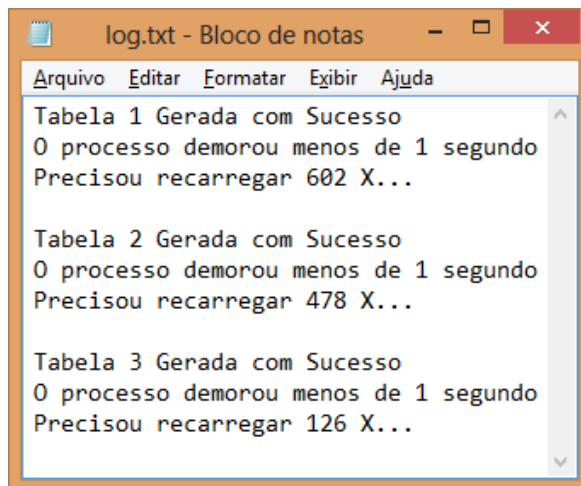 log.txt - Bloco de notas
Arquivo Editar Formatar Exibir Ajuda
Tabela 1 Gerada com Sucesso
O processo demorou menos de 1 segundo
Precisou recarregar 602 X...
Tabela 2 Gerada com Sucesso
O processo demorou menos de 1 segundo
Precisou recarregar 478 X...
Tabela 3 Gerada com Sucesso
O processo demorou menos de 1 segundo
Precisou recarregar 126 X...